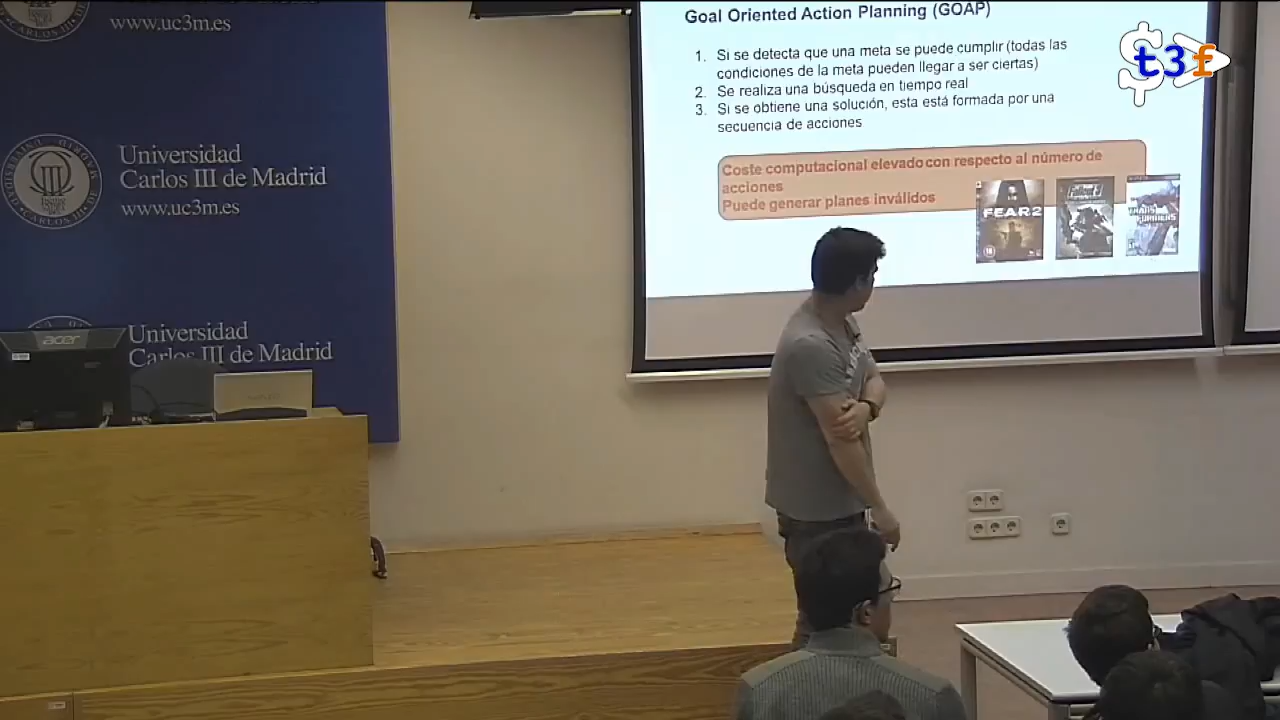 www.uc3m.es
Universidad
Carlos III de Madrid
www.uc3m.es
Universidad
Carlos III de Madrid
acer
Goal Oriented Action Planning (GOAP)
1. Si se detecta que una meta se puede cumplir (todas las
condiciones de la meta pueden llegar a ser ciertas)
2. Se realiza una búsqueda en tiempo real
3. Si se obtiene una solución, esta está formada por una
secuencia de acciones
Coste computacional elevado con respecto al número de
acciones
Puede generar planes inválidos
FEAR2
Fallout 3
TRANSFORMERS
t3f